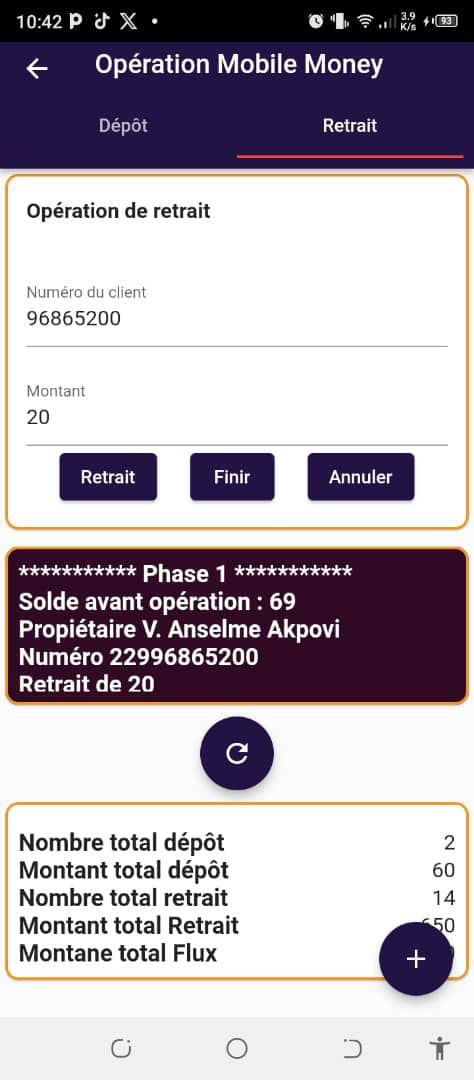 10:42
3.9
K/s
93
Opération Mobile Money
Dépôt
Retrait
Opération de retrait
Numéro du client
96865200
Montant
20
Retrait Finir Annuler
*********** Phase 1 ***********
Solde avant opération : 69
Propiétaire V. Anselme Akpovi
Numéro 22996865200
Retrait de 20
Nombre total dépôt 2
Montant total dépôt 60
Nombre total retrait 14
Montant total Retrait
Montane total Flux